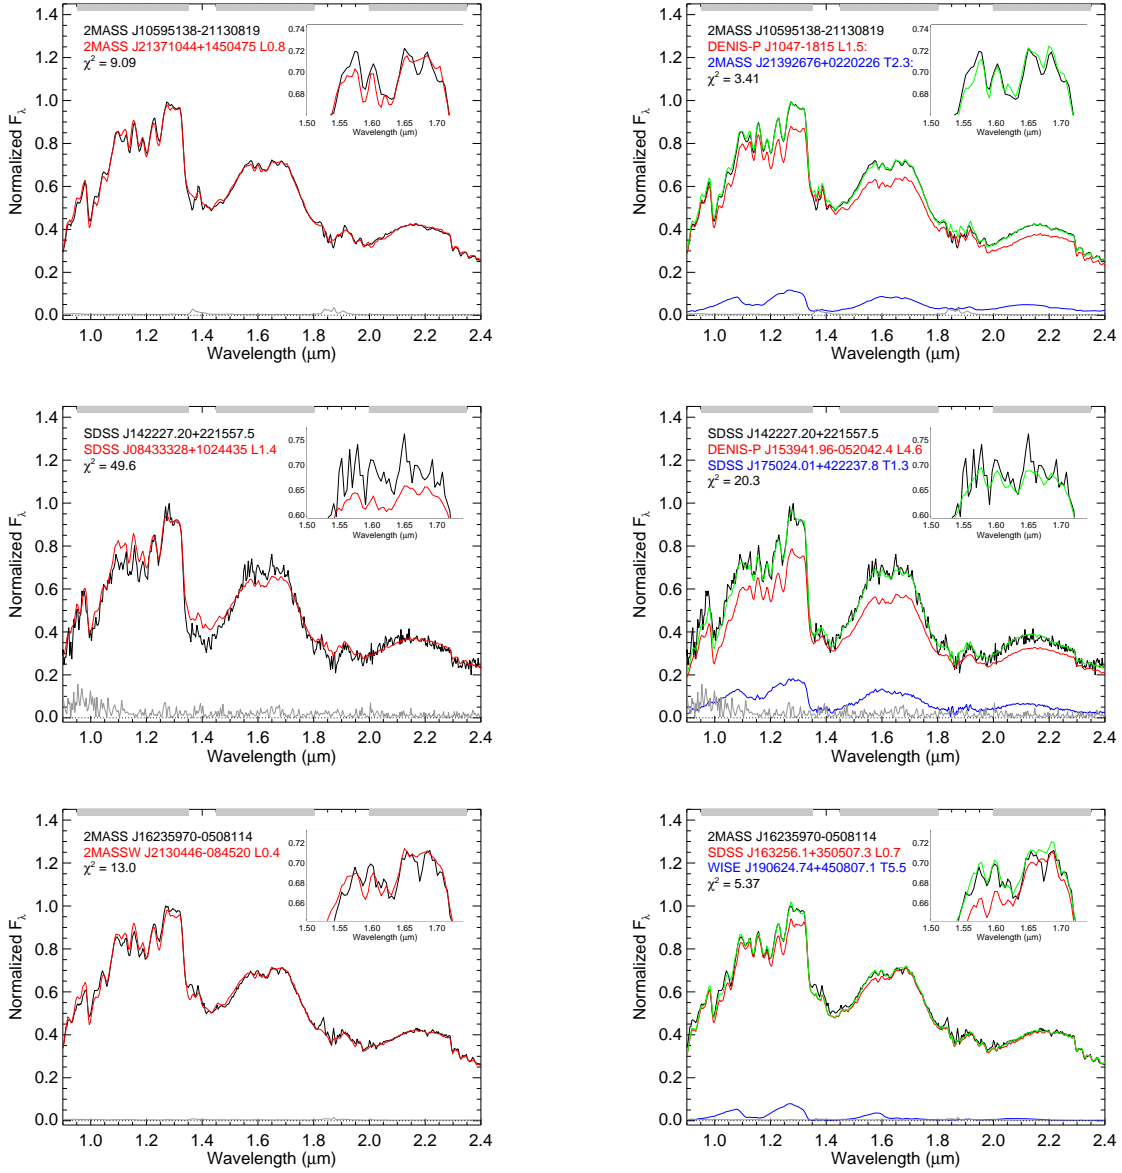 2MASS J10595138-21130819
2MASS J21371044+1450475 L0.8
χ² = 9.09
0.74
0.72
0.70
0.68
1.50 1.55 1.60 1.65 1.70
Wavelength (μm)
1.4
1.2
1.0
0.8
0.6
0.4
0.2
0.0
Normalized Fλ
1.0 1.2 1.4 1.6 1.8 2.0 2.2 2.4
Wavelength (μm)
2MASS J10595138-21130819
DENIS-P J1047-1815 L1.5:
2MASS J21392676+0220226 T2.3:
χ² = 3.41
0.74
0.72
0.70
0.68
1.50 1.55 1.60 1.65 1.70
Wavelength (μm)
1.4
1.2
1.0
0.8
0.6
0.4
0.2
0.0
Normalized Fλ
1.0 1.2 1.4 1.6 1.8 2.0 2.2 2.4
Wavelength (μm)
SDSS J142227.20+221557.5
SDSS J08433328+1024435 L1.4
χ² = 49.6
0.75
0.70
0.65
0.60
1.50 1.55 1.60 1.65 1.70
Wavelength (μm)
1.4
1.2
1.0
0.8
0.6
0.4
0.2
0.0
Normalized Fλ
1.0 1.2 1.4 1.6 1.8 2.0 2.2 2.4
Wavelength (μm)
SDSS J142227.20+221557.5
DENIS-P J153941.96-052042.4 L4.6
SDSS J175024.01+422237.8 T1.3
χ² = 20.3
0.75
0.70
0.65
0.60
1.50 1.55 1.60 1.65 1.70
Wavelength (μm)
1.4
1.2
1.0
0.8
0.6
0.4
0.2
0.0
Normalized Fλ
1.0 1.2 1.4 1.6 1.8 2.0 2.2 2.4
Wavelength (μm)
2MASS J16235970-0508114
2MASSW J2130446-084520 L0.4
χ² = 13.0
0.72
0.70
0.68
0.66
1.50 1.55 1.60 1.65 1.70
Wavelength (μm)
1.4
1.2
1.0
0.8
0.6
0.4
0.2
0.0
Normalized Fλ
1.0 1.2 1.4 1.6 1.8 2.0 2.2 2.4
Wavelength (μm)
2MASS J16235970-0508114
SDSS J163256.1+350507.3 L0.7
WISE J190624.74+450807.1 T5.5
χ² = 5.37
0.72
0.70
0.68
0.66
1.50 1.55 1.60 1.65 1.70
Wavelength (μm)
1.4
1.2
1.0
0.8
0.6
0.4
0.2
0.0
Normalized Fλ
1.0 1.2 1.4 1.6 1.8 2.0 2.2 2.4
Wavelength (μm)